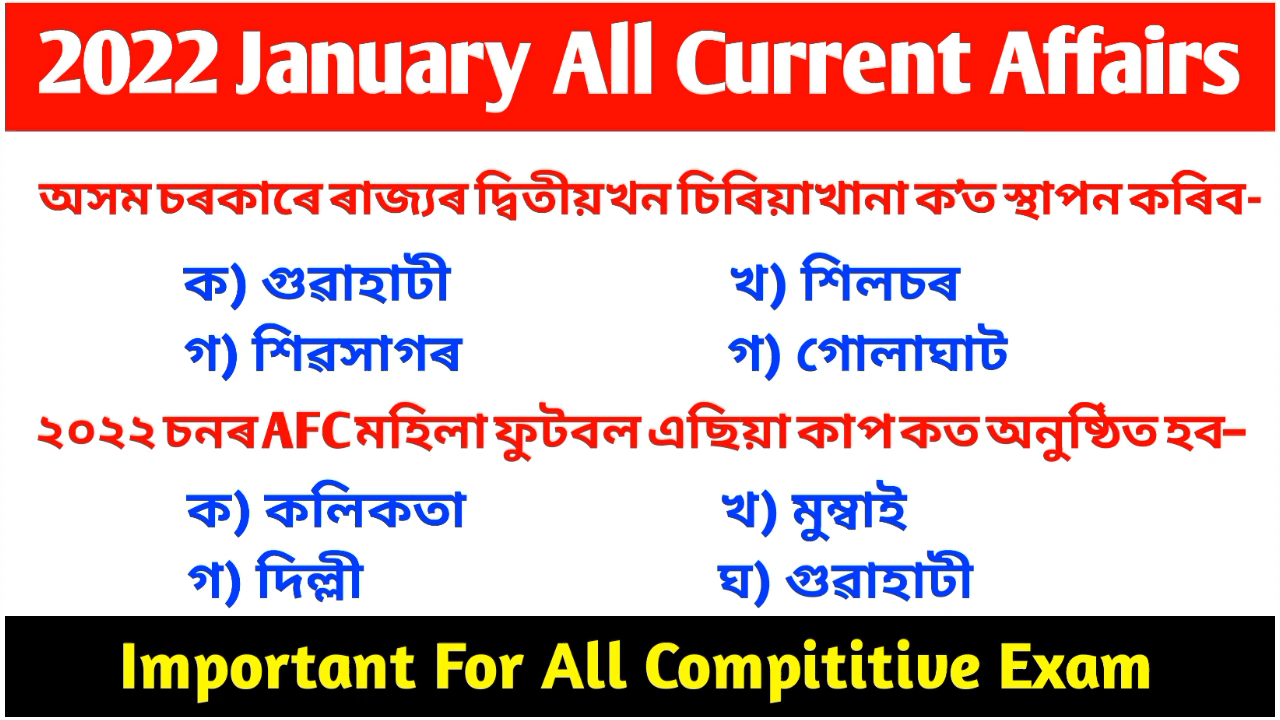 2022 January All Current Affairs
অসম চৰকাৰে ৰাজ্যৰ দ্বিতীয়খন চিৰিয়াখানা ক'ত স্থাপন কৰিব-
ক) গুৱাহাটী খ) শিলচৰ
গ) শিৱসাগৰ গ) গোলাঘাট
২০২২ চনৰ AFC মহিলা ফুটবল এছিয়া কাপ কত অনুষ্ঠিত হব–
ক) কলিকতা খ) মুম্বাই
গ) দিল্লী ঘ) গুৱাহাটী
Important For All Compititive Exam